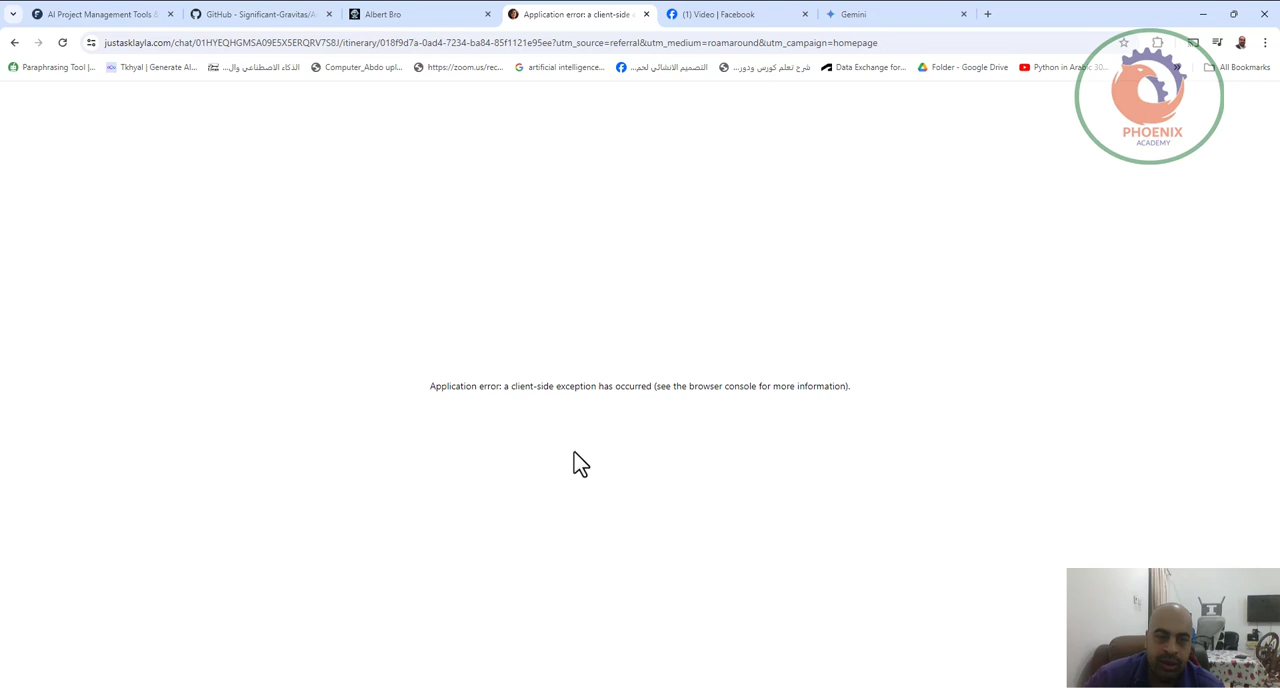 AI Project Management Tools &
GitHub - Significant-Gravitas/A
Albert Bro
Application error: a client-side e
(1) Video | Facebook
Gemini
justasklayla.com/chat/01HYEQHGMSA09E5X5ERQRV7S8J/itinerary/018f9d7a-cbd4-7234-ba84-85f1121e95ee?utm_source=referral&utm_medium=roamaround&utm_campaign=homepage
Paraphrasing Tool |...
Tkhyal | Generate AI...
الذكاء الاصطناعي وال...
Computer_Abdo upl...
https://zoom.us/rec...
artificial intelligence...
التصميم الانشائي لحم...
شرح تعلم كورس ودور...
Data Exchange for...
Folder - Google Drive
Python in Arabic 30...
All Bookmarks
PHOENIX
ACADEMY
Application error: a client-side exception has occurred (see the browser console for more information).